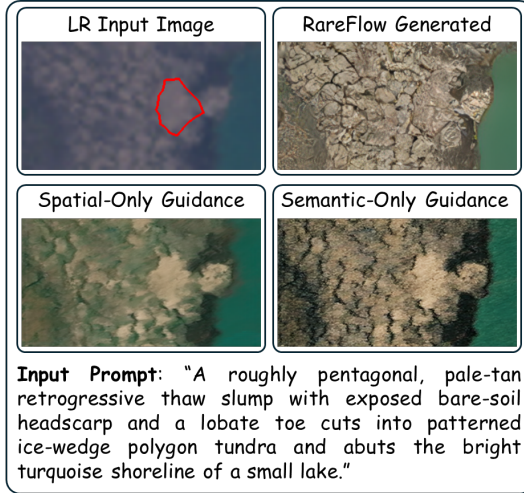 LR Input Image
RareFlow Generated
Spatial-Only Guidance
Semantic-Only Guidance
Input Prompt: “A roughly pentagonal, pale-tan
retrogressive thaw slump with exposed bare-soil
headscarp and a lobate toe cuts into patterned
ice-wedge polygon tundra and abuts the bright
turquoise shoreline of a small lake.”